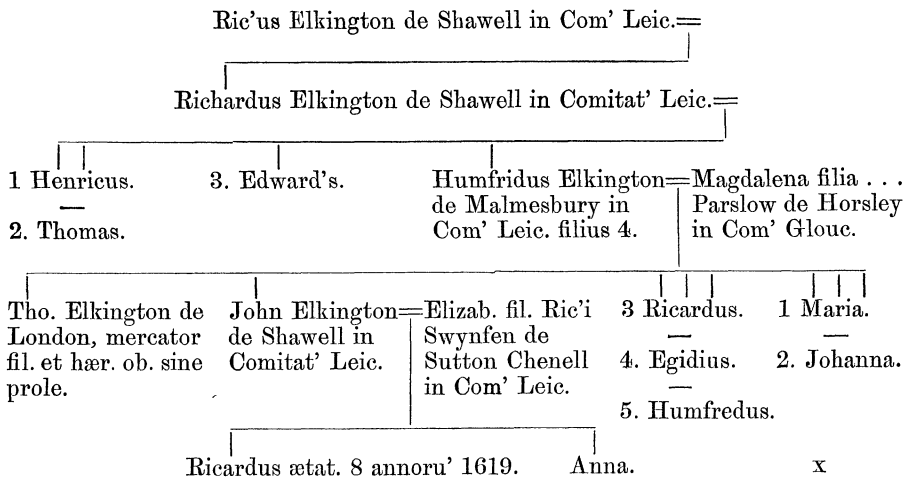 Ric'us Elkington de Shawell in Com' Leic.=
Richardus Elkington de Shawell in Comitat' Leic.=
1 Henricus.
2. Thomas.
3. Edward's.
Humfridus Elkington=Magdalena filia . . .
de Malmesbury in Parslow de Horsley
Com' Leic. filius 4. in Com' Glouc.
Tho. Elkington de
London, mercator
fil. et hær. ob. sine
prole.
John Elkington=Elizab. fil. Ric'i
de Shawell in Swynfen de
Comitat' Leic. Sutton Chenell
in Com' Leic.
3 Ricardus.
4. Egidius.
5. Humfredus.
1 Maria.
2. Johanna.
Ricardus ætat. 8 annoru' 1619. Anna. x